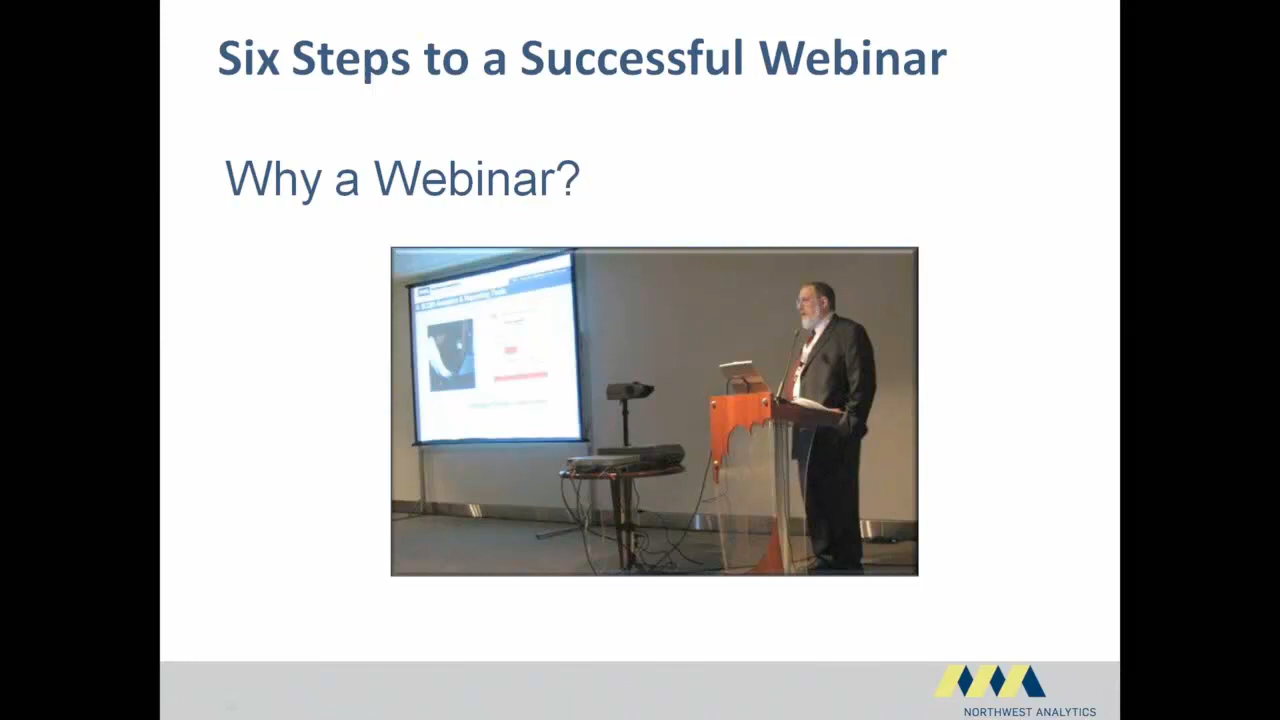 Six Steps to a Successful Webinar
Why a Webinar?
NORTHWEST ANALYTICS